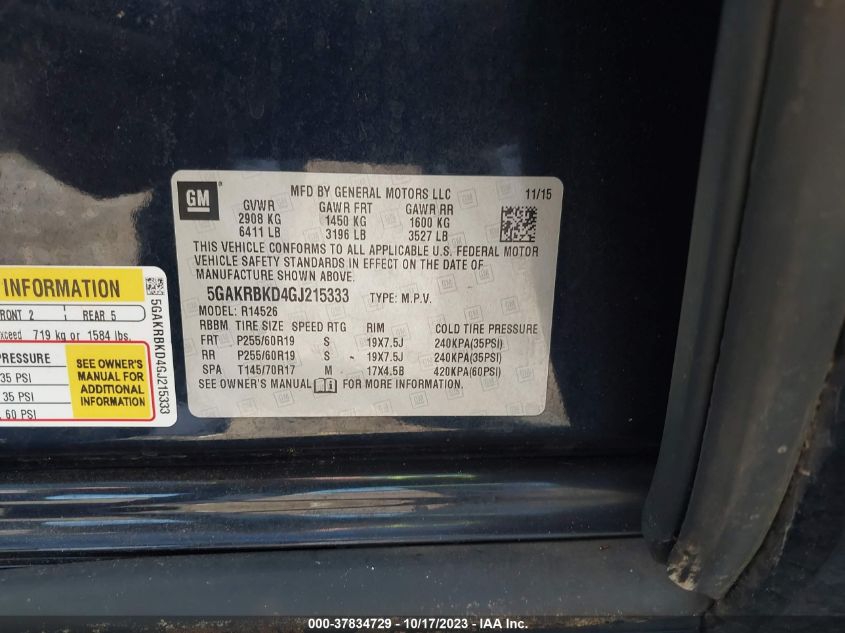 GM
MFD BY GENERAL MOTORS LLC 11/15
GVWR GAWR FRT GAWR RR
2908 KG 1450 KG 1600 KG
6411 LB 3196 LB 3527 LB
THIS VEHICLE CONFORMS TO ALL APPLICABLE U.S. FEDERAL MOTOR
VEHICLE SAFETY STANDARDS IN EFFECT ON THE DATE OF
MANUFACTURE SHOWN ABOVE.
5GAKRBKD4GJ215333 TYPE: M.P.V.
MODEL: R14526
RBBM TIRE SIZE SPEED RTG RIM COLD TIRE PRESSURE
FRT P255/60R19 S 19X7.5J 240KPA(35PSI)
RR P255/60R19 S - 19X7.5J 240KPA(35PSI)
SPA T145/70R17 M 17X4.5B 420KPA(60PSI)
SEE OWNER'S MANUAL FOR MORE INFORMATION.
INFORMATION
FRONT 2 REAR 5
exceed 719 kg or 1584 lbs.
PRESSURE
35 PSI
35 PSI
60 PSI
SEE OWNER'S
MANUAL FOR
ADDITIONAL
INFORMATION
5GAKRBKD4GJ215333
000-37834729 - 10/17/2023 - IAA Inc.